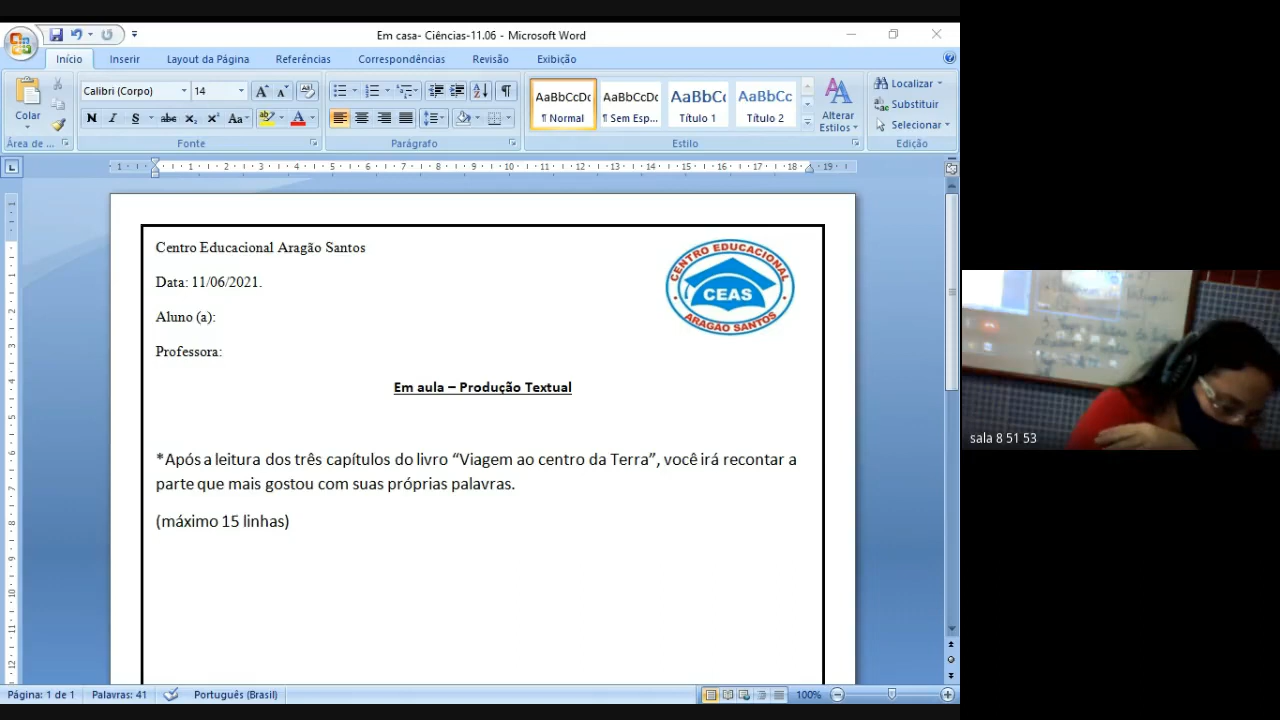 Em casa- Ciências-11.06 - Microsoft Word
Início Inserir Layout da Página Referências Correspondências Revisão Exibição
Colar
Calibri (Corpo) 14
AaBbCcDc AaBbCcDc AaBbC AaBbCc
¶ Normal ¶ Sem Esp... Título 1 Título 2
Alterar Estilos
Localizar
Substituir
Selecionar
Área de ... Fonte Parágrafo Estilo Edição
Centro Educacional Aragão Santos
Data: 11/06/2021.
Aluno (a):
Professora:
CENTRO EDUCACIONAL
CEAS
ARAGÃO SANTOS
Em aula – Produção Textual
*Após a leitura dos três capítulos do livro “Viagem ao centro da Terra”, você irá recontar a
parte que mais gostou com suas próprias palavras.
(máximo 15 linhas)
sala 8 51 53
Página: 1 de 1 Palavras: 41 Português (Brasil) 100%